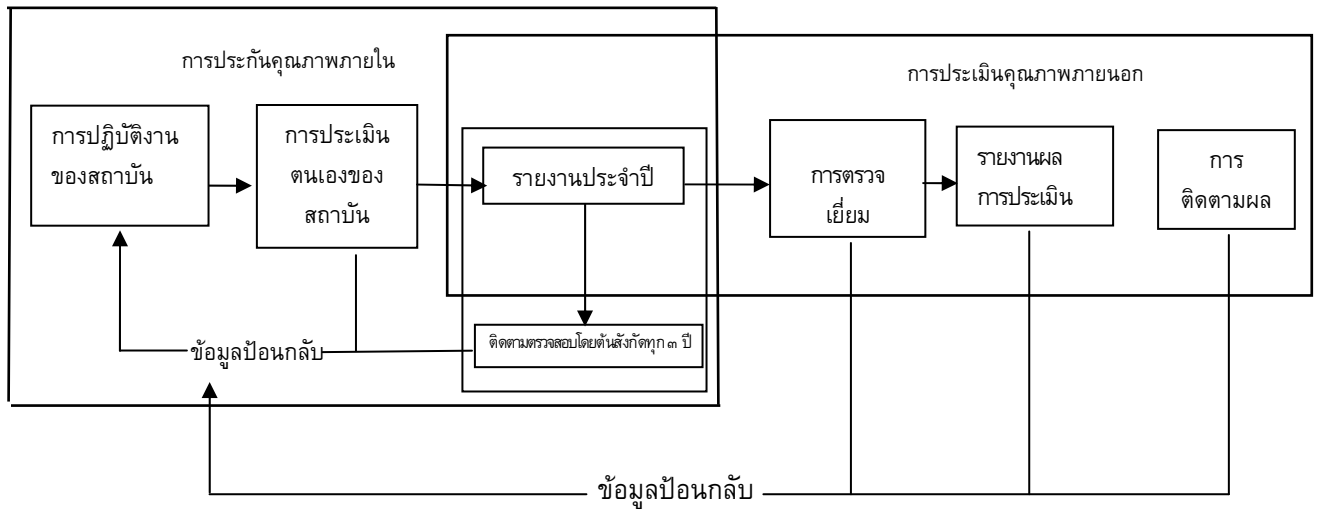 การประกันคุณภาพภายใน
การประเมินคุณภาพภายนอก
การปฏิบัติงาน
ของสถาบัน
การประเมิน
ตนเองของ
สถาบัน
รายงานประจำปี
การตรวจ
เยี่ยม
รายงานผล
การประเมิน
การ
ติดตามผล
ติดตามตรวจสอบโดยต้นสังกัดทุก ๓ ปี
ข้อมูลป้อนกลับ
ข้อมูลป้อนกลับ